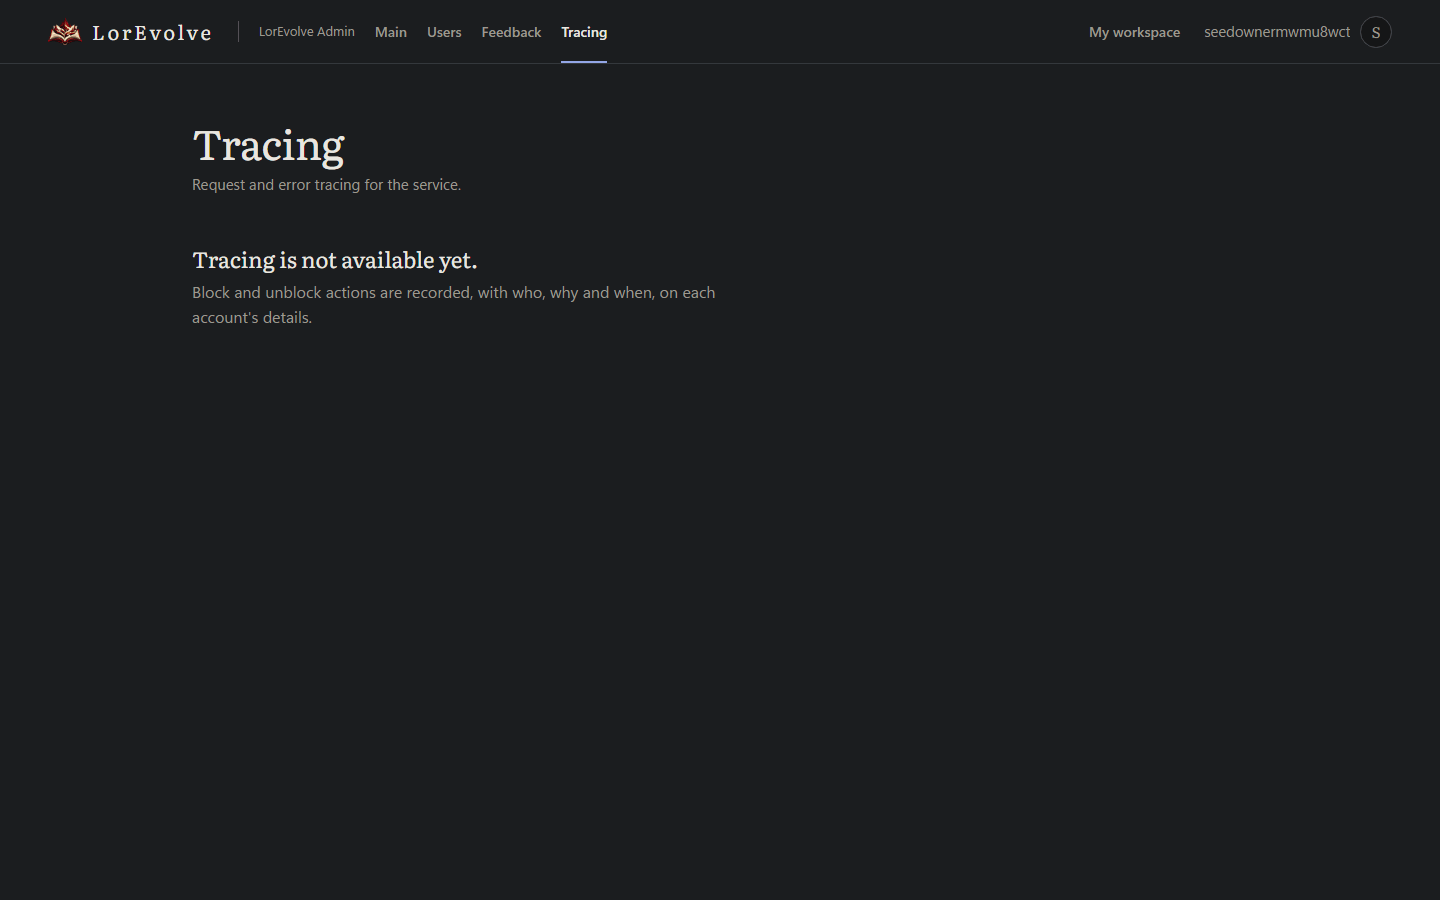 LorEvolve
LorEvolve Admin
Main
Users
Feedback
Tracing
My workspace
seedownermwmu8wct
S
Tracing
Request and error tracing for the service.
Tracing is not available yet.
Block and unblock actions are recorded, with who, why and when, on each
account's details.